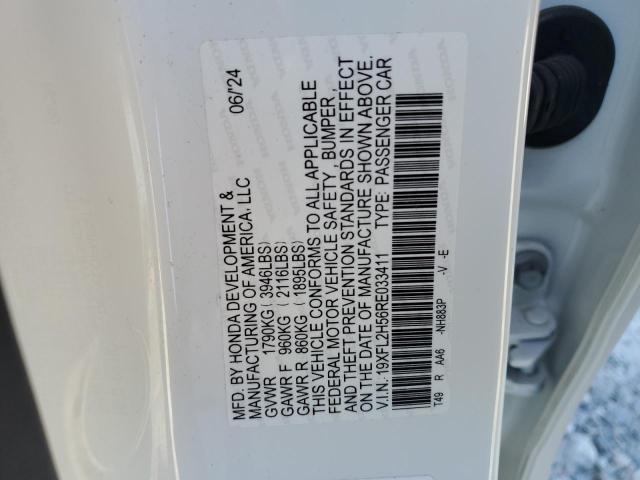 MFD. BY HONDA DEVELOPMENT & 06/'24
MANUFACTURING OF AMERICA, LLC
GVWR 1790KG (3946LBS)
GAWR F 960KG (2116LBS)
GAWR R 860KG (1895LBS)
THIS VEHICLE CONFORMS TO ALL APPLICABLE
FEDERAL MOTOR VEHICLE SAFETY, BUMPER,
AND THEFT PREVENTION STANDARDS IN EFFECT
ON THE DATE OF MANUFACTURE SHOWN ABOVE.
V.I.N. 19XFL2H56RE033411 TYPE: PASSENGER CAR
T49 R AA6 -NH883P -V -E